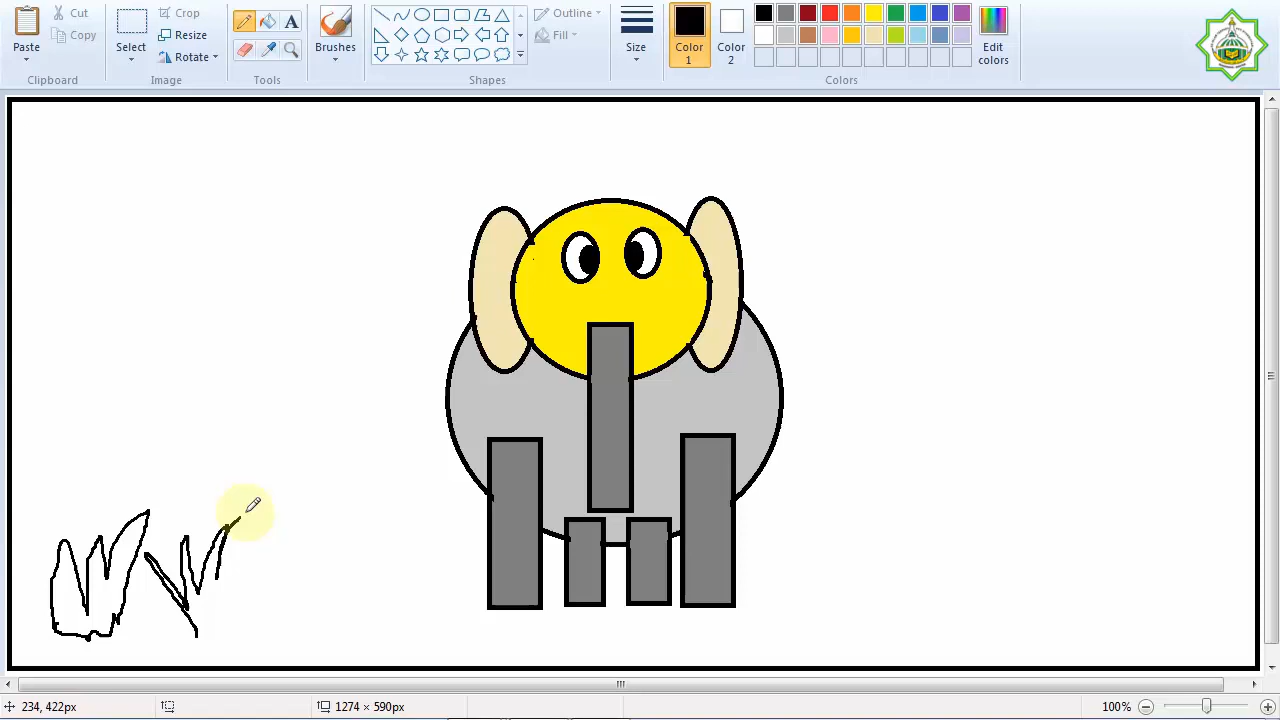 Cut
Copy
Paste
Clipboard
Crop
Resize
Rotate
Select
Image
Tools
Brushes
Outline
Fill
Shapes
Size
Color 1
Color 2
Edit colors
Colors
234, 422px
1274 × 590px
100%